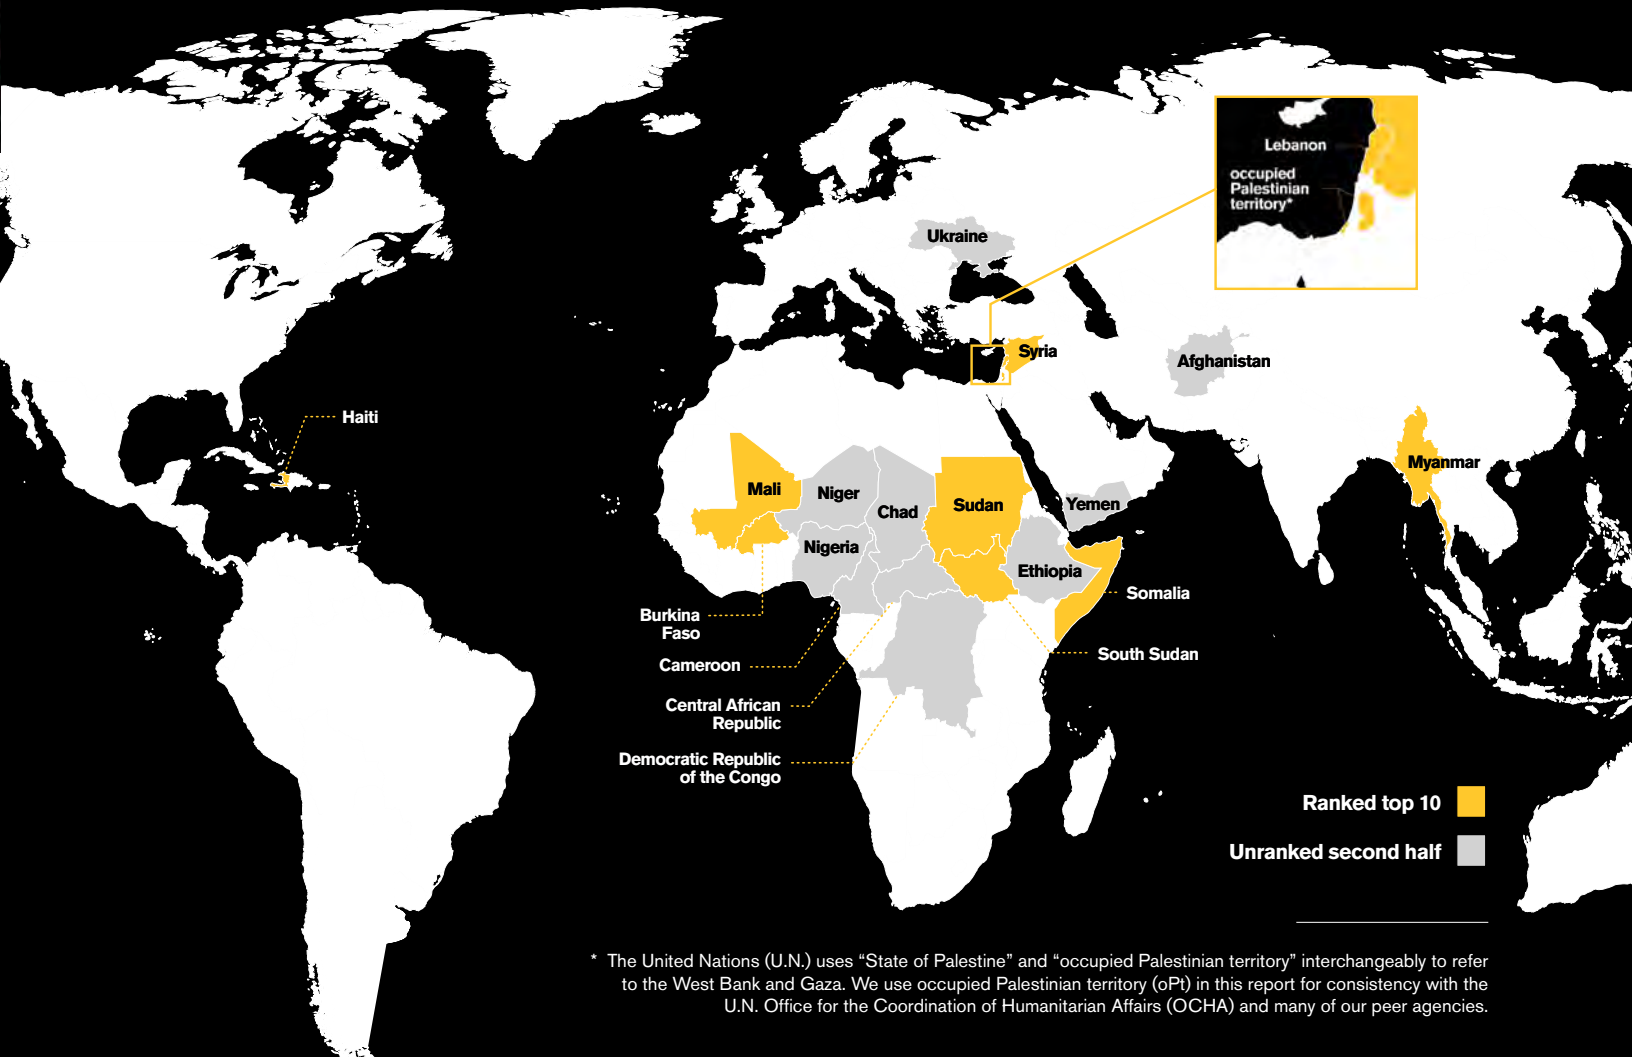 Lebanon
occupied
Palestinian
territory*
Ukraine
Syria
Afghanistan
Haiti
Myanmar
Mali
Niger
Chad
Sudan
Yemen
Nigeria
Ethiopia
Somalia
Burkina
Faso
South Sudan
Cameroon
Central African
Republic
Democratic Republic
of the Congo
Ranked top 10
Unranked second half
* The United Nations (U.N.) uses “State of Palestine” and “occupied Palestinian territory” interchangeably to refer
to the West Bank and Gaza. We use occupied Palestinian territory (oPt) in this report for consistency with the
U.N. Office for the Coordination of Humanitarian Affairs (OCHA) and many of our peer agencies.